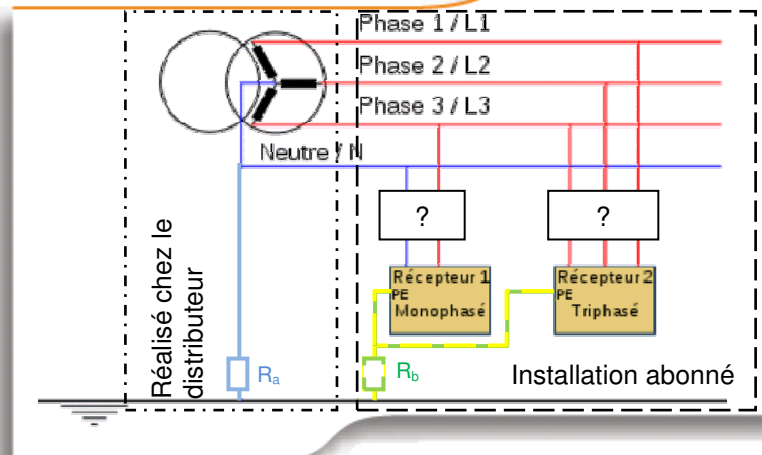 Phase 1 / L1
Phase 2 / L2
Phase 3 / L3
Neutre / N
?
?
Récepteur 1
PE
Monophasé
Récepteur 2
PE
Triphasé
Réalisé chez le
distributeur
Ra
Rb
Installation abonné